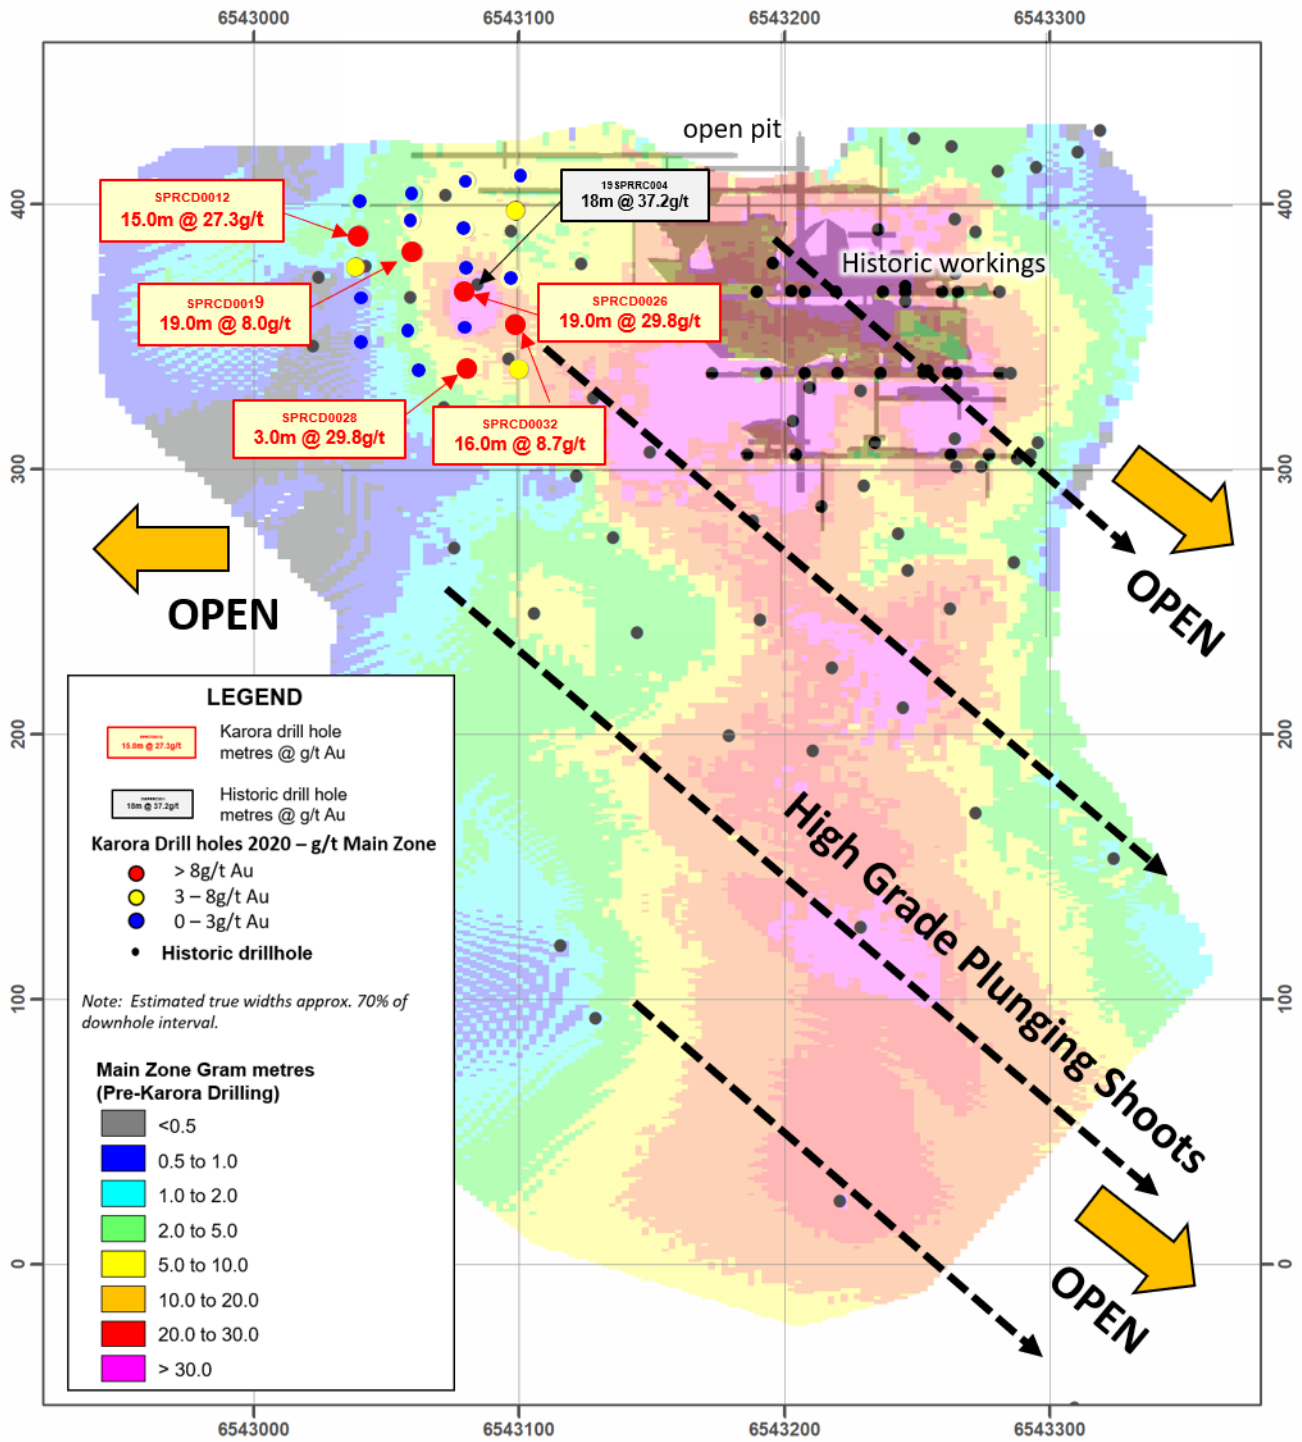 6543000 6543100 6543200 6543300
open pit
400 400
SPRCD0012
15.0m @ 27.3g/t
19SPRRC004
18m @ 37.2g/t
Historic workings
SPRCD0019
19.0m @ 8.0g/t
SPRCD0026
19.0m @ 29.8g/t
SPRCD0028
3.0m @ 29.8g/t
SPRCD0032
16.0m @ 8.7g/t
300 300
OPEN
OPEN
200 200
High Grade Plunging Shoots
100 100
0 0
OPEN
LEGEND
15.0m @ 27.3g/t
Karora drill hole
metres @ g/t Au
18m @ 37.2g/t
Historic drill hole
metres @ g/t Au
Karora Drill holes 2020 – g/t Main Zone
> 8g/t Au
3 – 8g/t Au
0 – 3g/t Au
Historic drillhole
Note: Estimated true widths approx. 70% of
downhole interval.
Main Zone Gram metres
(Pre-Karora Drilling)
<0.5
0.5 to 1.0
1.0 to 2.0
2.0 to 5.0
5.0 to 10.0
10.0 to 20.0
20.0 to 30.0
> 30.0
6543000 6543100 6543200 6543300